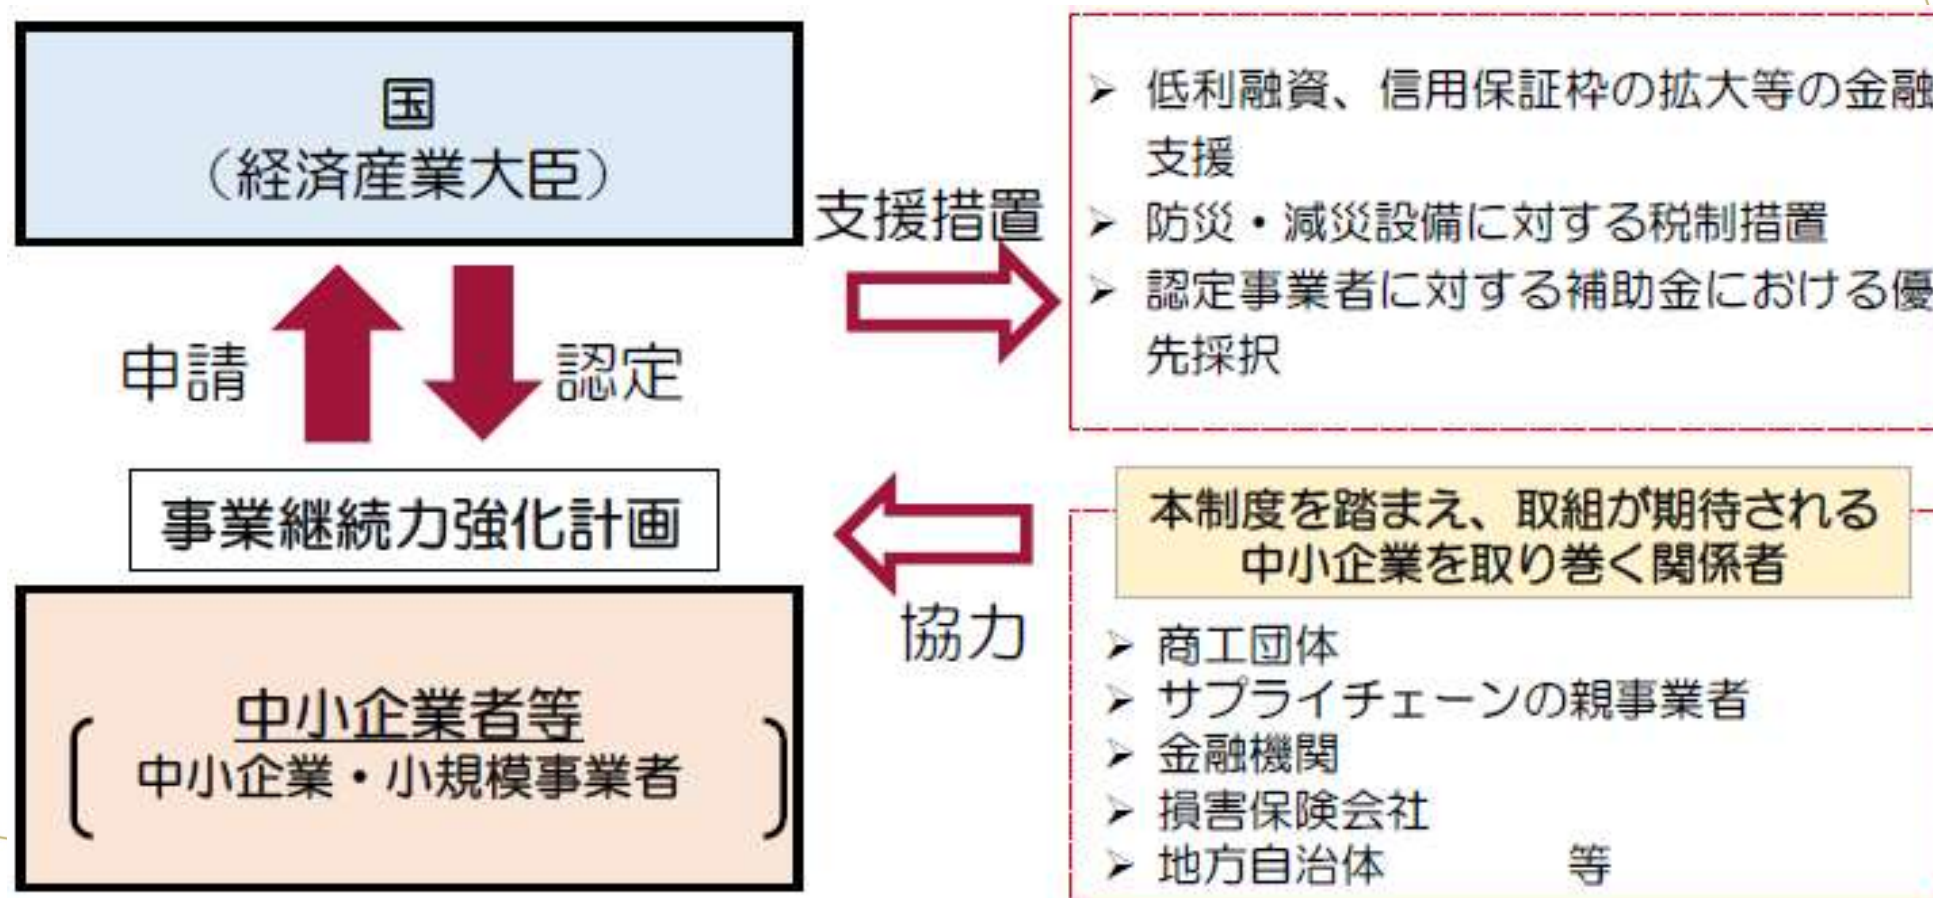 国
（経済産業大臣）
支援措置
➢ 低利融資、信用保証枠の拡大等の金融
支援
➢ 防災・減災設備に対する税制措置
➢ 認定事業者に対する補助金における優
先採択
申請
認定
事業継続力強化計画
中小企業者等
中小企業・小規模事業者
協力
本制度を踏まえ、取組が期待される
中小企業を取り巻く関係者
➢ 商工団体
➢ サプライチェーンの親事業者
➢ 金融機関
➢ 損害保険会社
➢ 地方自治体 等